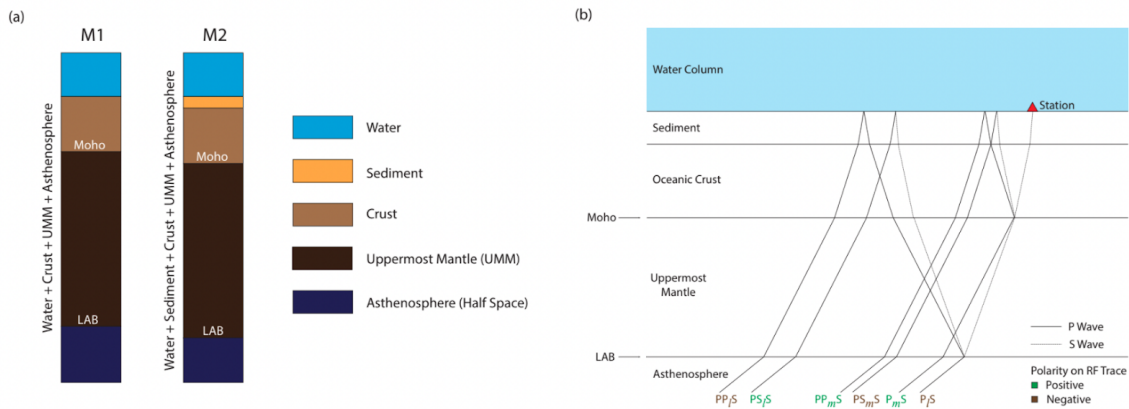 (a)
M1
M2
Water + Crust + UMM + Asthenosphere
Moho
LAB
Water + Sediment + Crust + UMM + Asthenosphere
Moho
LAB
Water
Sediment
Crust
Uppermost Mantle (UMM)
Asthenosphere (Half Space)
(b)
Water Column
Station
Sediment
Oceanic Crust
Moho
Uppermost
Mantle
LAB
Asthenosphere
PPlS PSlS PPmS PSmS PmS PlS
P Wave
S Wave
Polarity on RF Trace
Positive
Negative